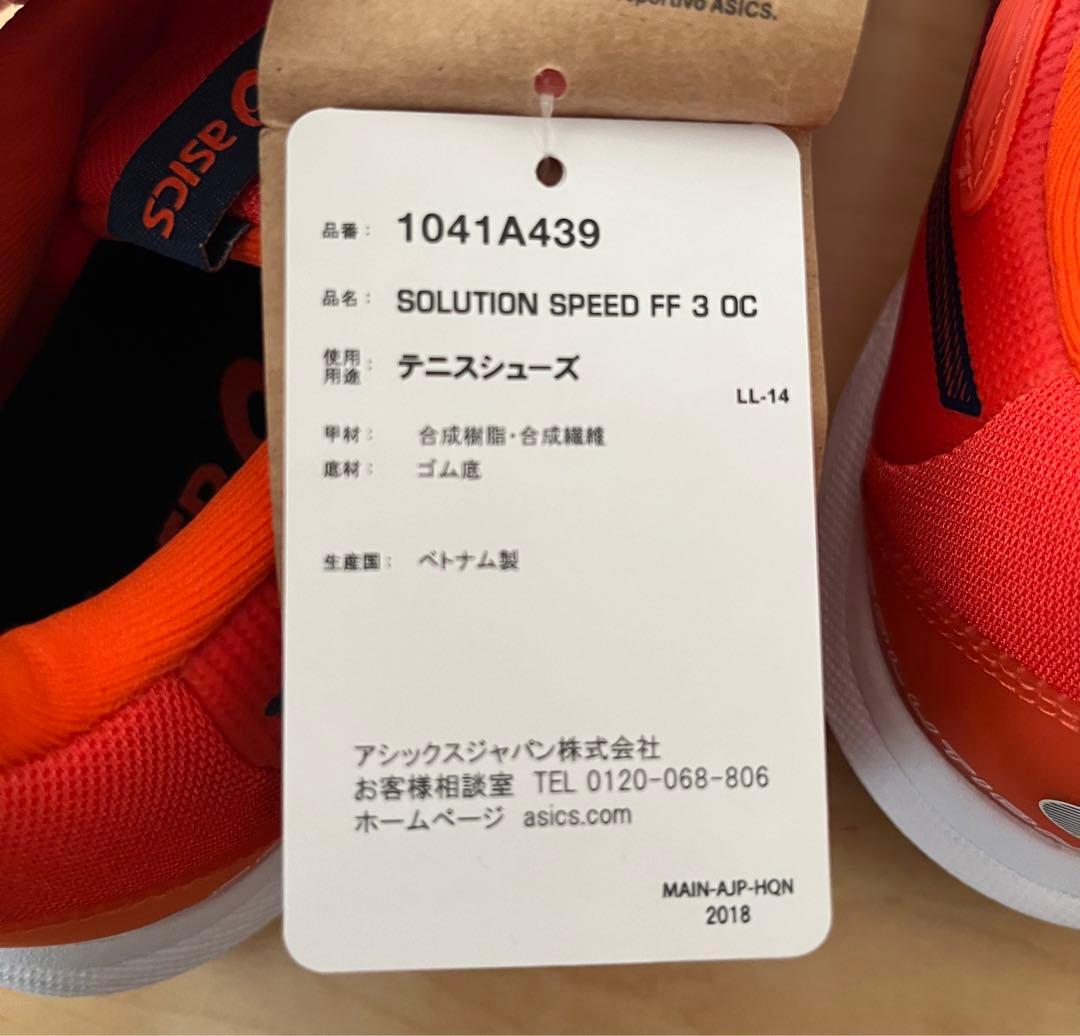 sportivo ASICS.
asics
品番： 1041A439
品名： SOLUTION SPEED FF 3 OC
使用用途： テニスシューズ
LL-14
甲材： 合成樹脂・合成繊維
底材： ゴム底
生産国： ベトナム製
アシックスジャパン株式会社
お客様相談室 TEL 0120-068-806
ホームページ asics.com
MAIN-AJP-HQN
2018